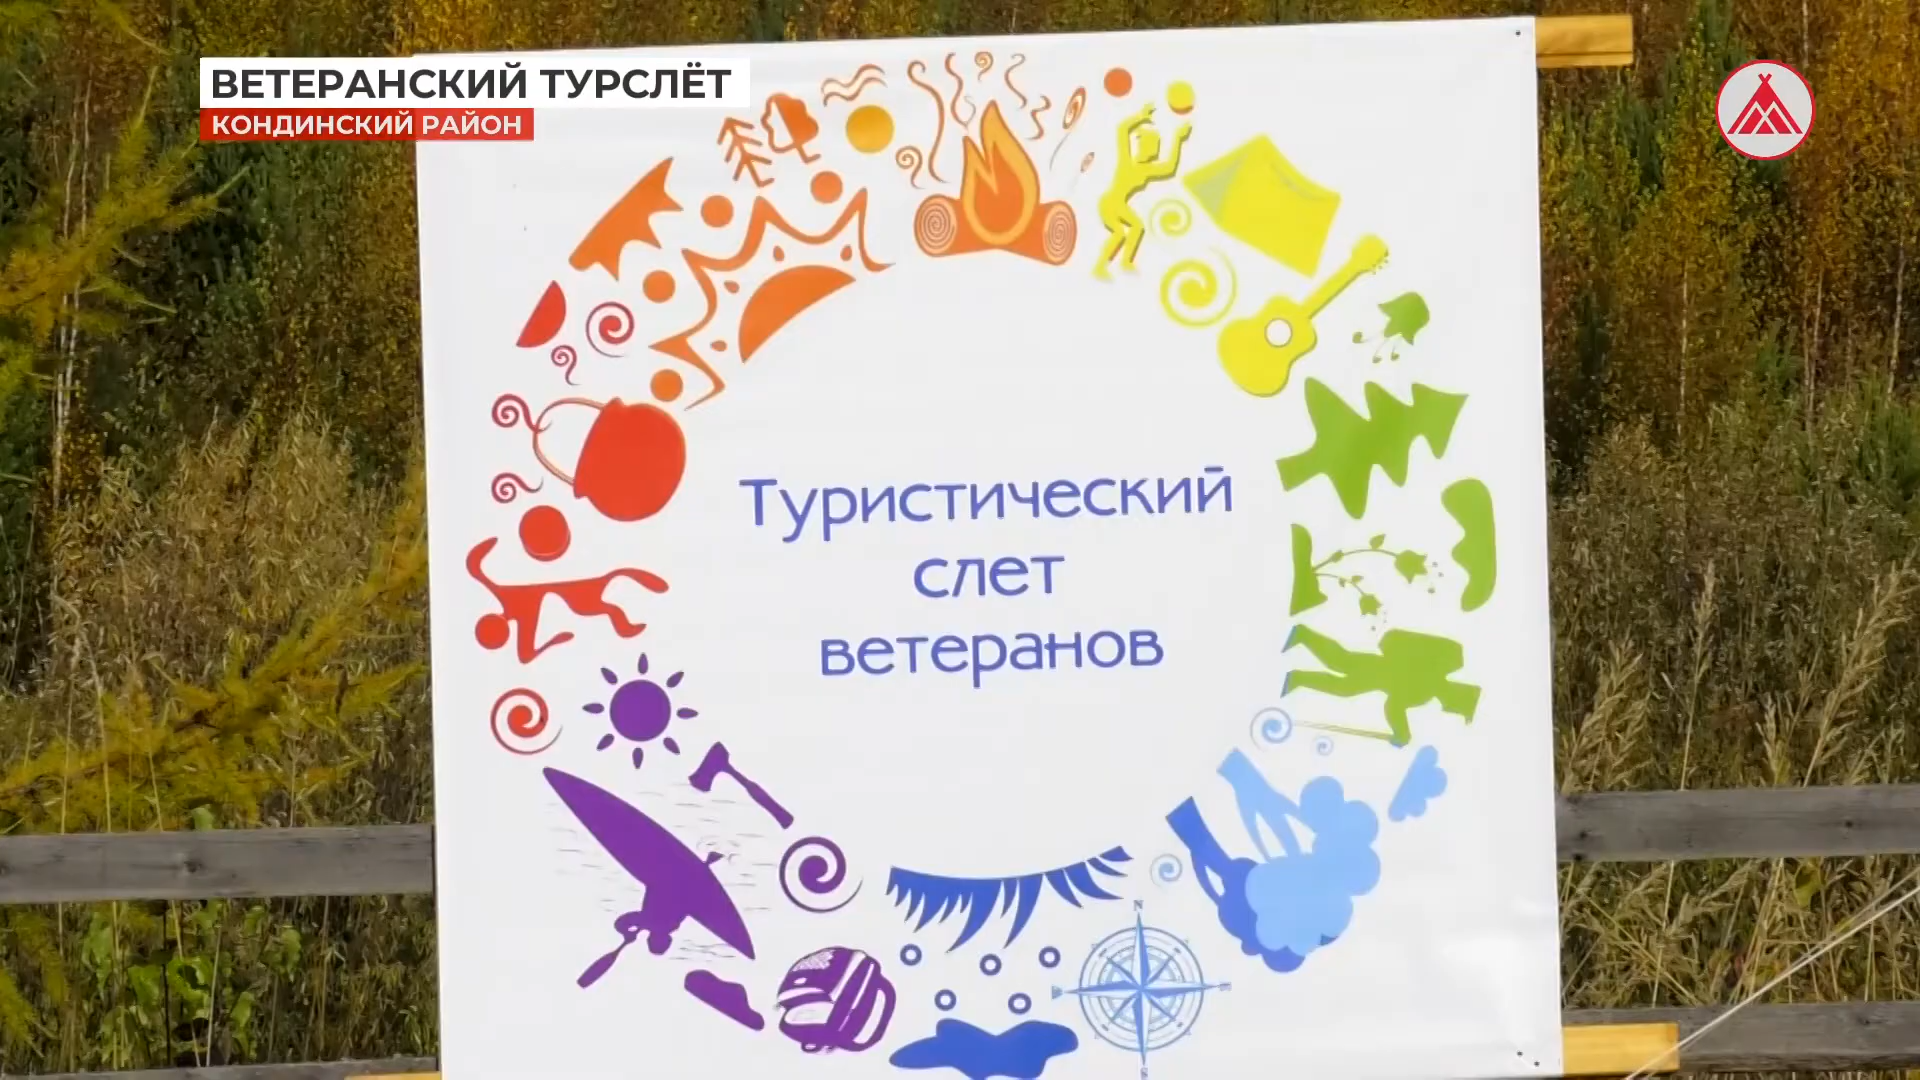 ВЕТЕРАНСКИЙ ТУРСЛЁТ
КОНДИНСКИЙ РАЙОН
Туристический
слет
ветеранов
N
S